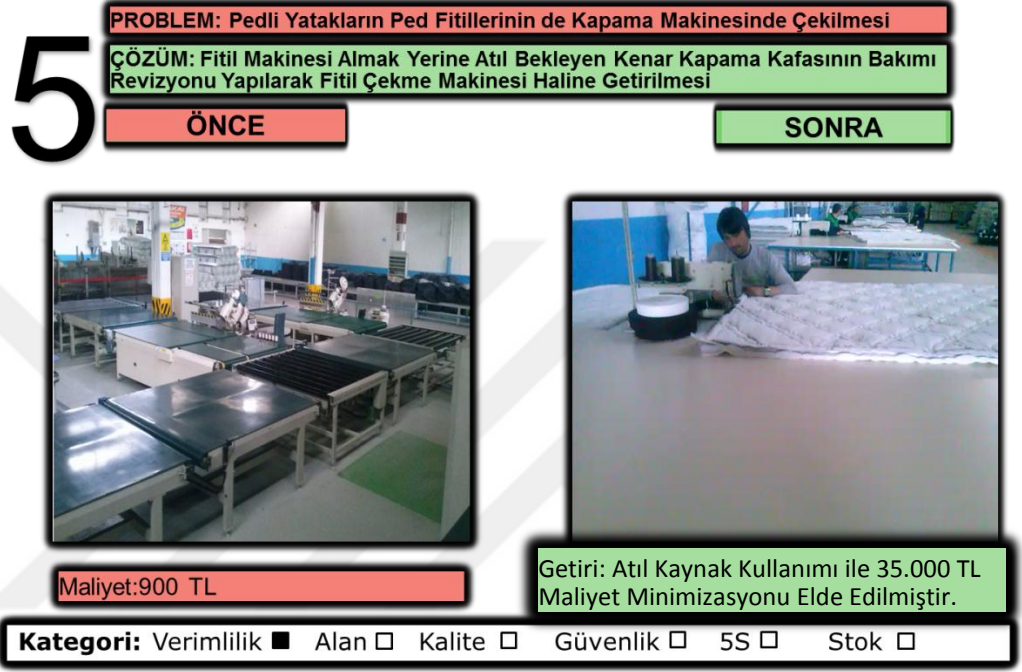 5
PROBLEM: Pedli Yatakların Ped Fitillerinin de Kapama Makinesinde Çekilmesi
ÇÖZÜM: Fitil Makinesi Almak Yerine Atıl Bekleyen Kenar Kapama Kafasının Bakımı
Revizyonu Yapılarak Fitil Çekme Makinesi Haline Getirilmesi
ÖNCE
SONRA
Maliyet:900 TL
Getiri: Atıl Kaynak Kullanımı ile 35.000 TL
Maliyet Minimizasyonu Elde Edilmiştir.
Kategori: Verimlilik ■ Alan □ Kalite □ Güvenlik □ 5S □ Stok □